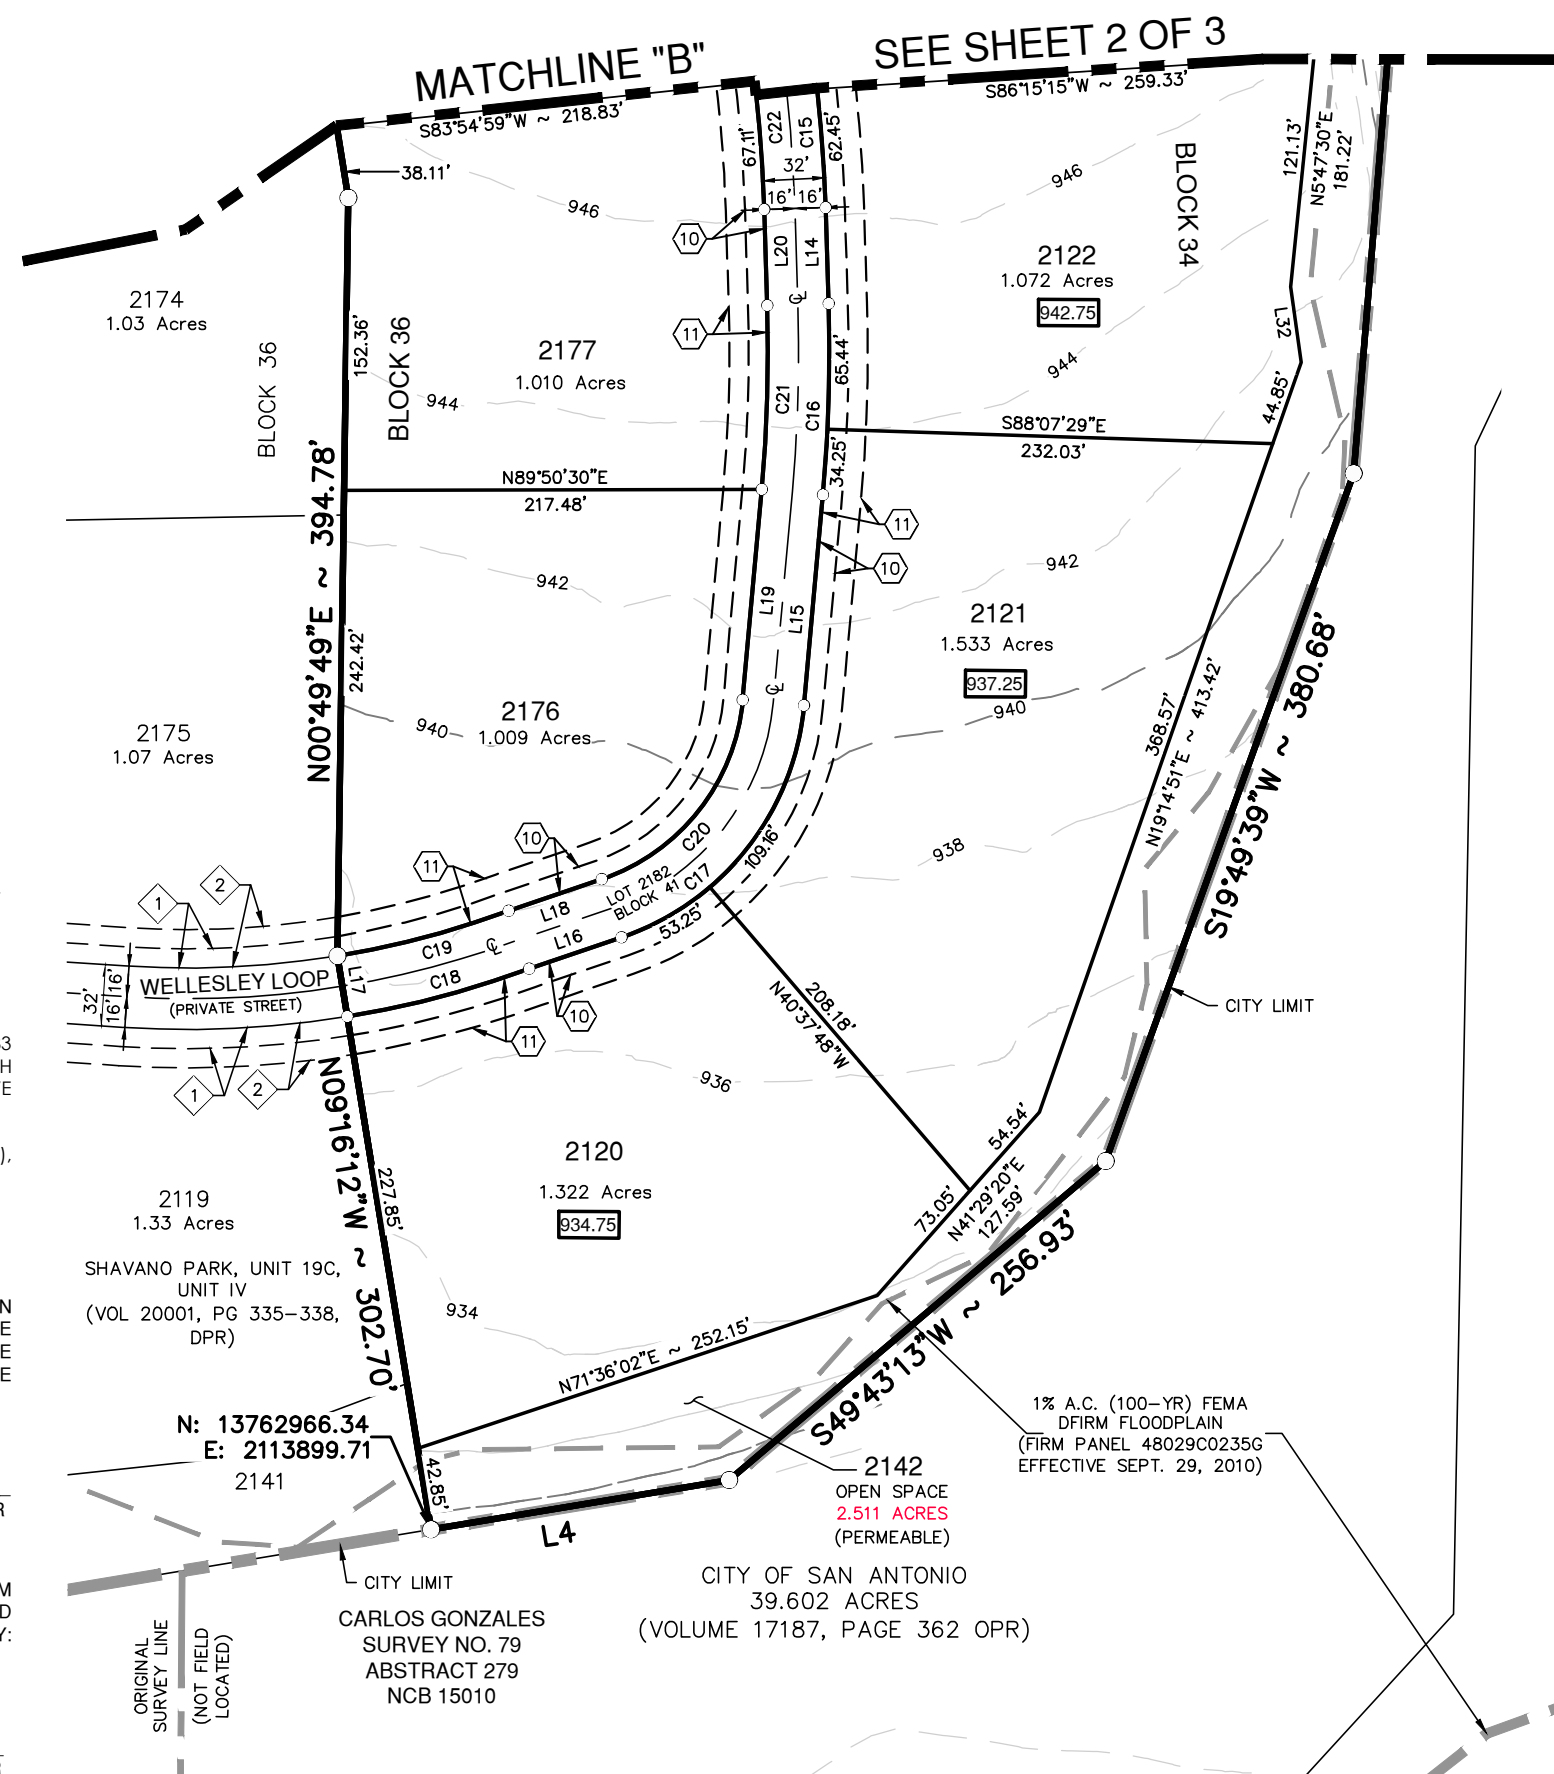 MATCHLINE "B"
SEE SHEET 2 OF 3
S83°54'59"W ~ 218.83'
S86°15'15"W ~ 259.33'
38.11'
67.11'
C22
C15
62.45'
32'
16'
16'
946
946
BLOCK 34
121.13'
N5°47'30"E
181.22'
10
L20
L14
2122
1.072 Acres
942.75
2174
1.03 Acres
BLOCK 36
152.36'
BLOCK 36
2177
1.010 Acres
11
65.44'
L32
944
944
C21
C16
44.85'
S88°07'29"E
232.03'
N89°50'30"E
217.48'
34.25'
11
10
N00°49'49"E ~ 394.78'
942
942
L19
L15
2121
1.533 Acres
937.25
242.42'
940
940
2176
1.009 Acres
2175
1.07 Acres
368.57'
N19°14'51"E ~ 413.42'
S19°49'39"W ~ 380.68'
938
10
11
C20
109.16'
LOT 2182
BLOCK 41
C17
53.25'
L18
L16
C19
C18
1
2
WELLESLEY LOOP
(PRIVATE STREET)
L17
32'
16'
16'
10
11
1
2
208.18'
N40°37'48"W
CITY LIMIT
936
N09°16'12"W ~ 302.70'
227.85'
2120
1.322 Acres
934.75
54.54'
73.05'
N41°29'20"E
127.59'
2119
1.33 Acres
SHAVANO PARK, UNIT 19C,
UNIT IV
(VOL 20001, PG 335-338,
DPR)
934
S49°43'13"W ~ 256.93'
N71°36'02"E ~ 252.15'
N: 13762966.34
E: 2113899.71
2141
42.85'
L4
2142
OPEN SPACE
2.511 ACRES
(PERMEABLE)
1% A.C. (100-YR) FEMA
DFIRM FLOODPLAIN
(FIRM PANEL 48029C0235G
EFFECTIVE SEPT. 29, 2010)
CITY LIMIT
CITY OF SAN ANTONIO
39.602 ACRES
(VOLUME 17187, PAGE 362 OPR)
CARLOS GONZALES
SURVEY NO. 79
ABSTRACT 279
NCB 15010
ORIGINAL
SURVEY LINE
(NOT FIELD
LOCATED)